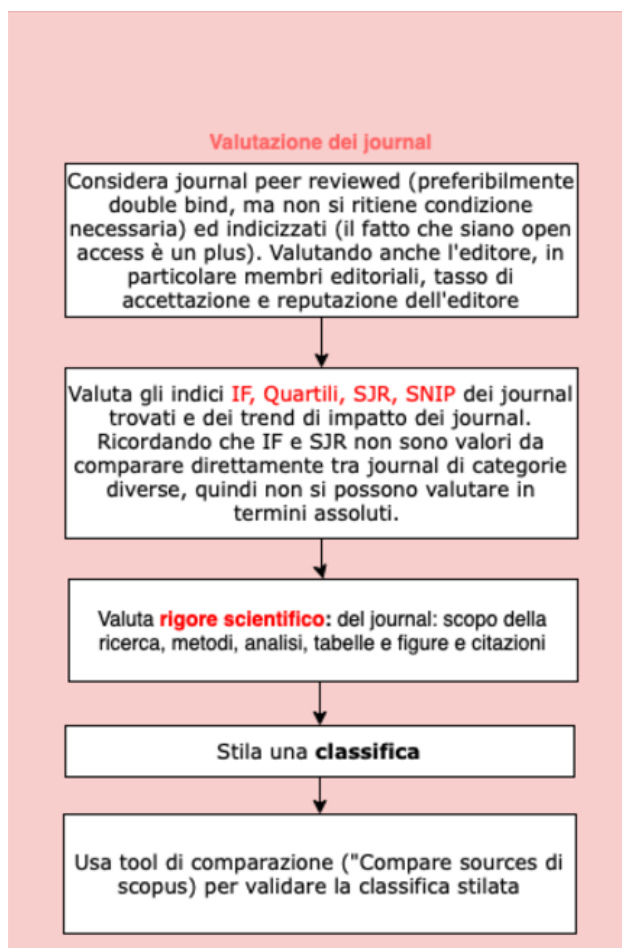 Valutazione dei journal
Considera journal peer reviewed (preferibilmente
double bind, ma non si ritiene condizione
necessaria) ed indicizzati (il fatto che siano open
access è un plus). Valutando anche l'editore, in
particolare membri editoriali, tasso di
accettazione e reputazione dell'editore
Valuta gli indici IF, Quartili, SJR, SNIP dei journal
trovati e dei trend di impatto dei journal.
Ricordando che IF e SJR non sono valori da
comparare direttamente tra journal di categorie
diverse, quindi non si possono valutare in
termini assoluti.
Valuta rigore scientifico: del journal: scopo della
ricerca, metodi, analisi, tabelle e figure e citazioni
Stila una classifica
Usa tool di comparazione ("Compare sources di
scopus) per validare la classifica stilata